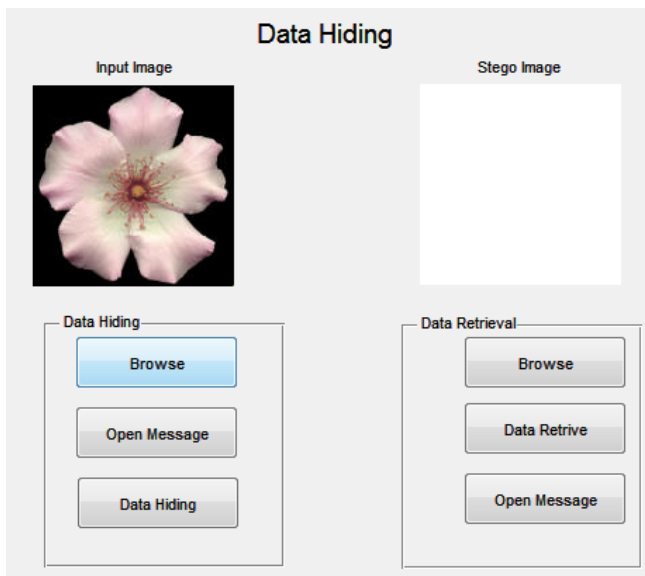 Data Hiding
Input Image
Stego Image
Data Hiding
Browse
Open Message
Data Hiding
Data Retrieval
Browse
Data Retrive
Open Message